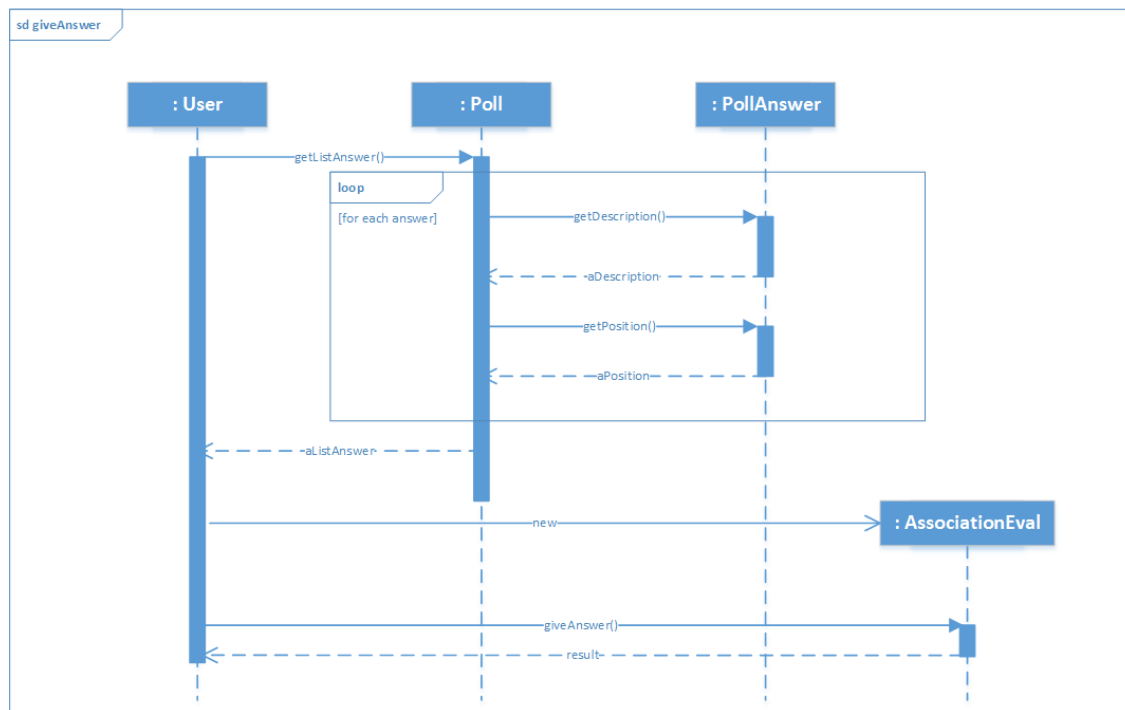 sd giveAnswer
: User
: Poll
: PollAnswer
getListAnswer()
loop
[for each answer]
getDescription()
aDescription
getPosition()
aPosition
aListAnswer
new
: AssociationEval
giveAnswer()
result